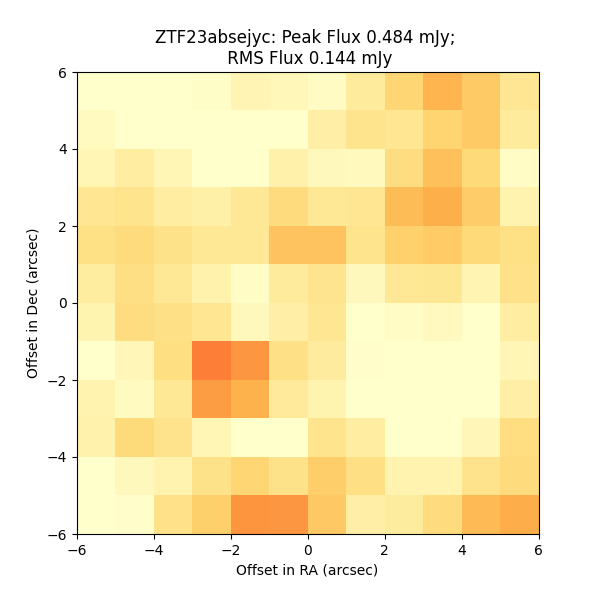 ZTF23absejyc: Peak Flux 0.484 mJy;
RMS Flux 0.144 mJy
6
4
2
0
−2
−4
−6
Offset in Dec (arcsec)
−6 −4 −2 0 2 4 6
Offset in RA (arcsec)